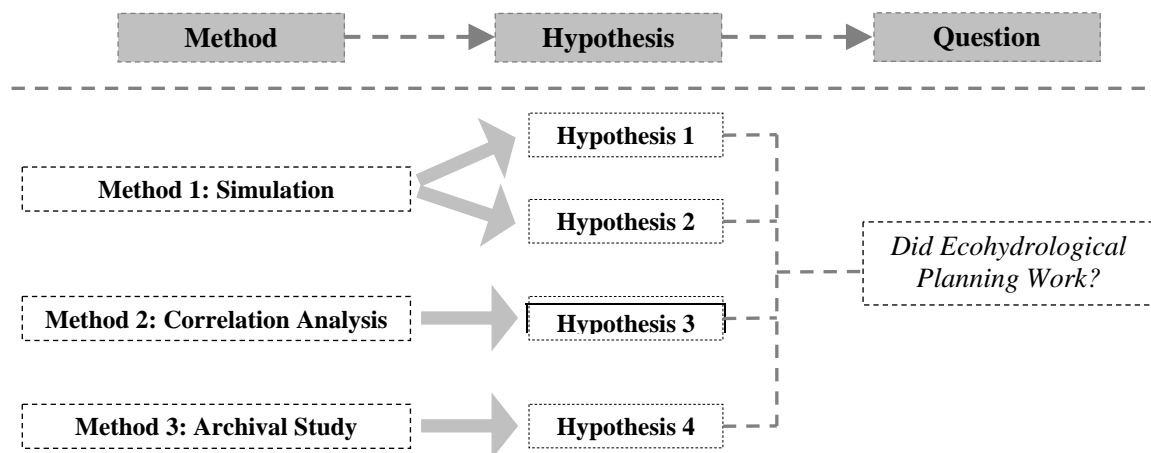 Method
Hypothesis
Question
Hypothesis 1
Method 1: Simulation
Hypothesis 2
Did Ecohydrological
Planning Work?
Method 2: Correlation Analysis
Hypothesis 3
Method 3: Archival Study
Hypothesis 4